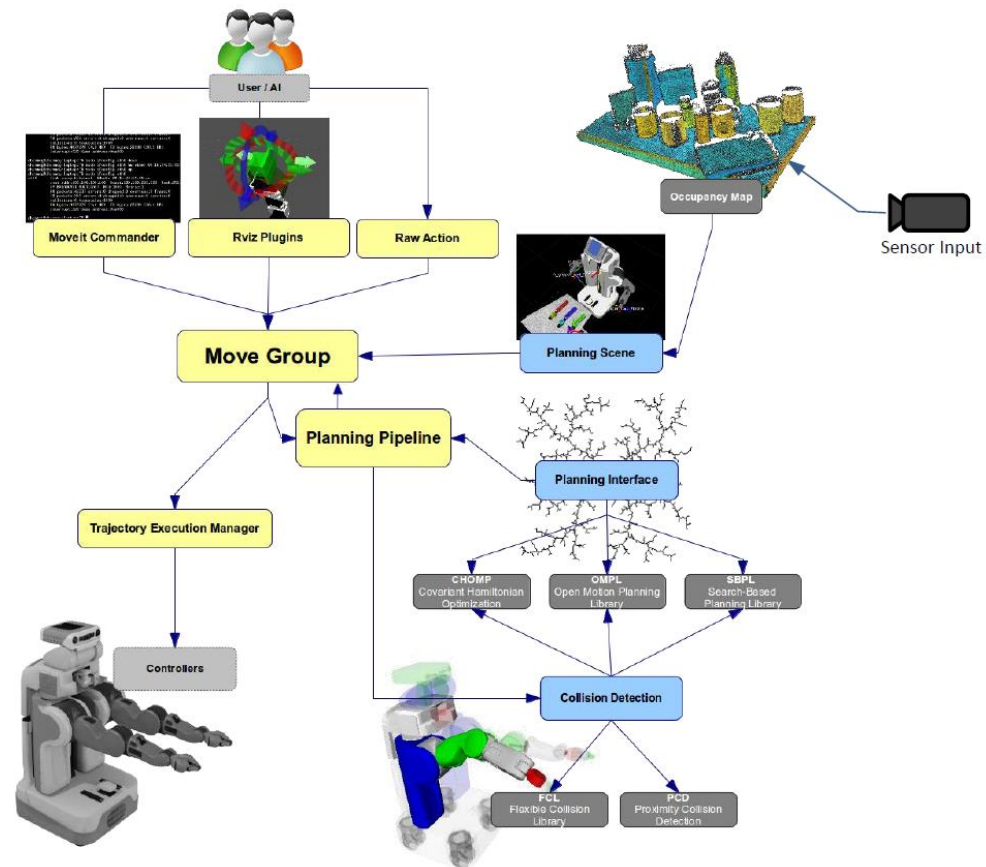 User / AI
Occupancy Map
Sensor Input
MoveIt Commander
Rviz Plugins
Raw Action
Move Group
Planning Scene
Planning Pipeline
Planning Interface
Trajectory Execution Manager
CHOMP
Covariant Hamiltonian
Optimization
OMPL
Open Motion Planning
Library
SBPL
Search-Based
Planning Library
Controllers
Collision Detection
FCL
Flexible Collision
Library
PCD
Proximity Collision
Detection